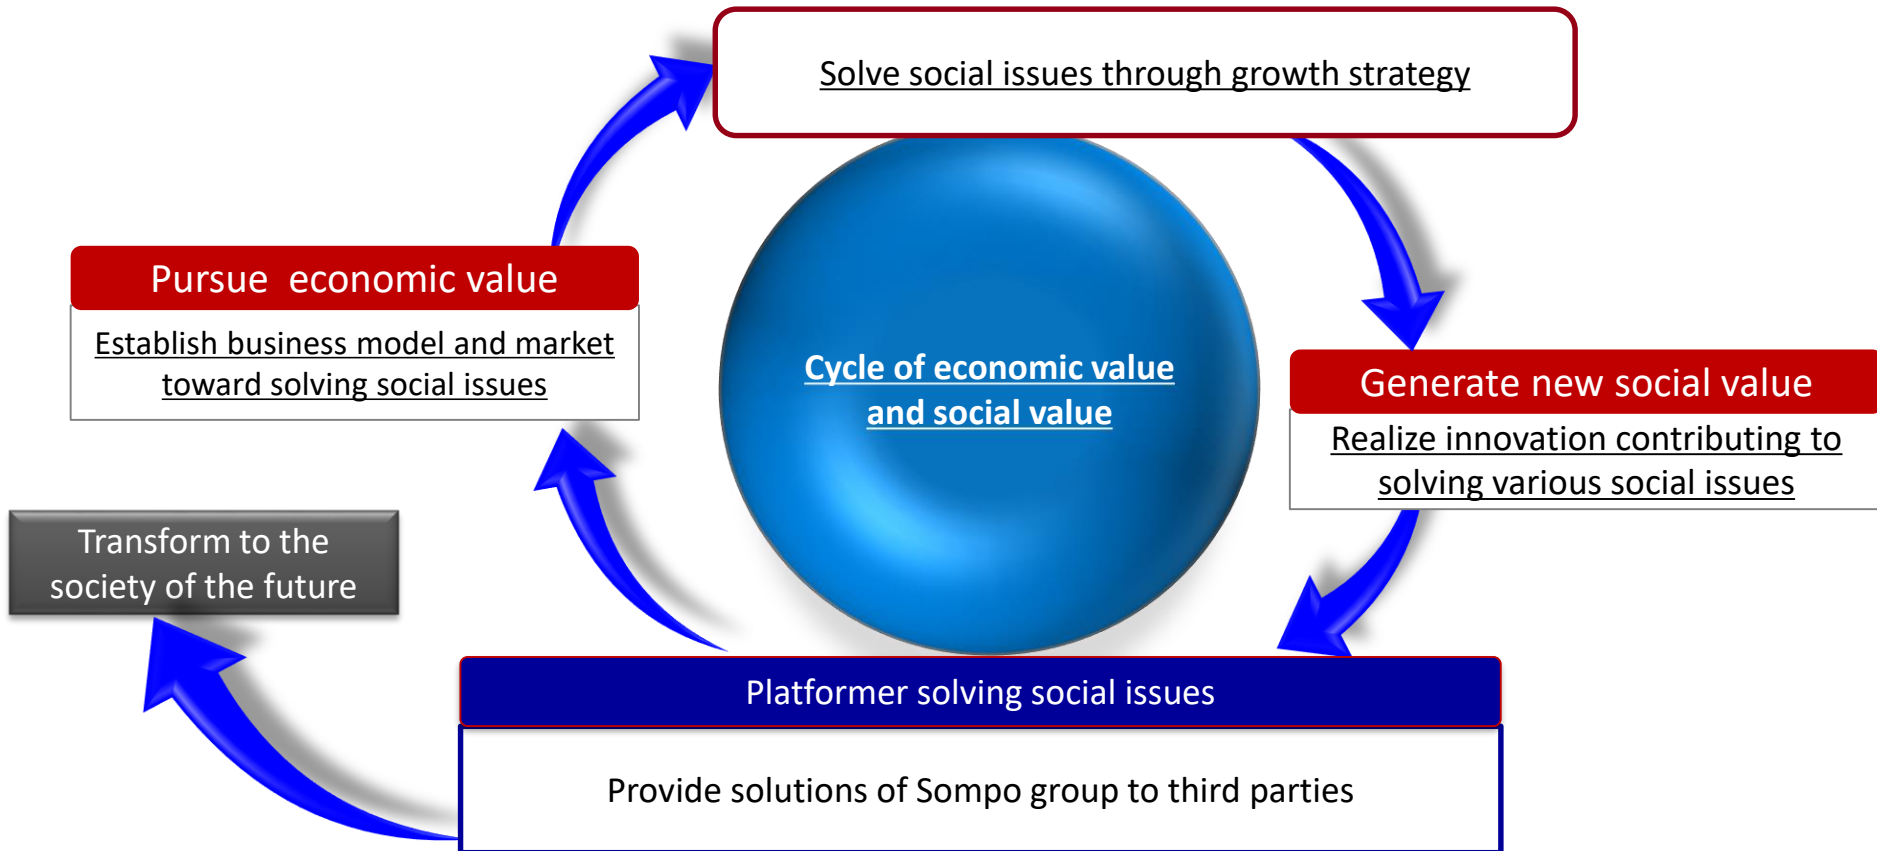 Solve social issues through growth strategy
Pursue  economic value
Establish business model and market
toward solving social issues
Cycle of economic value
and social value
Generate new social value
Realize innovation contributing to
solving various social issues
Transform to the
society of the future
Platformer solving social issues
Provide solutions of Sompo group to third parties